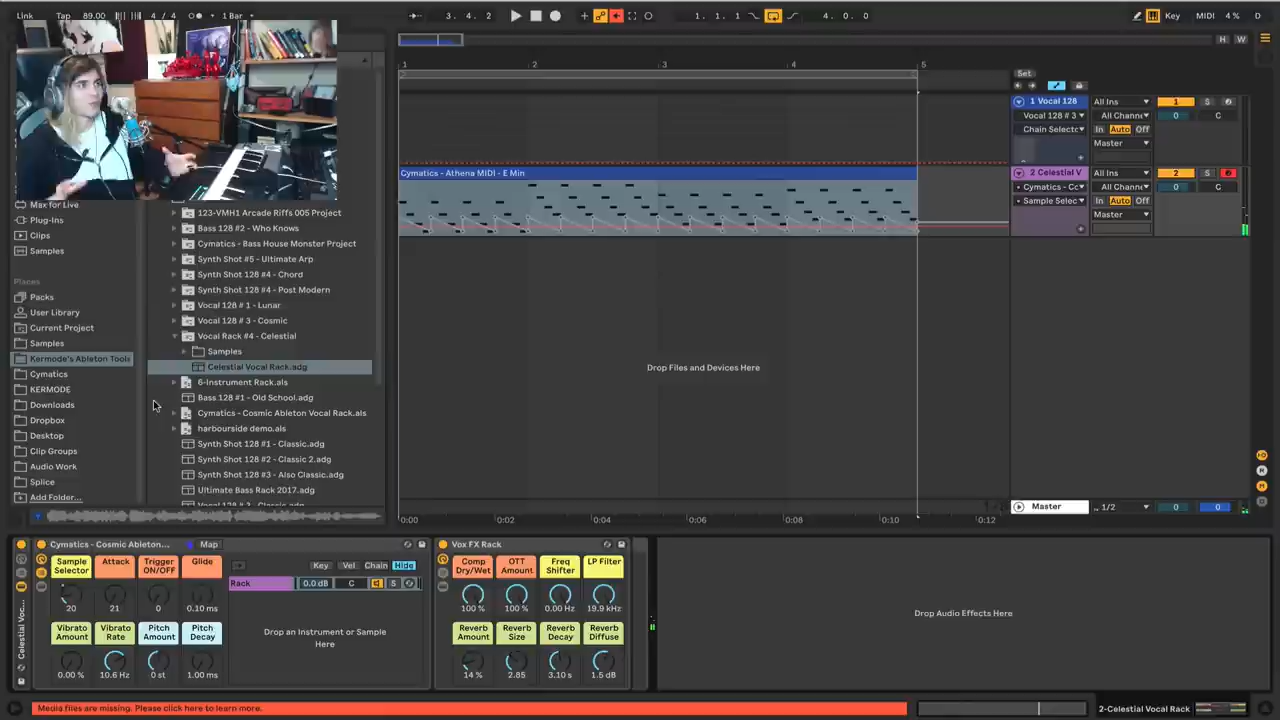 Link Tap 89.00 4 / 4 1 Bar 3. 4. 2 1. 1. 1 4. 0. 0 Key MIDI 4 % D
H W
1 2 3 4 5
Set
1 Vocal 128 All Ins 1 S
Vocal 128 # 3 All Channe 0 C
Chain Selecto In Auto Off
Master
Cymatics - Athena MIDI - E Min
2 Celestial V All Ins 2 S
Cymatics - Cc All Channe 0 C
Sample Selec In Auto Off
Master
Max for Live
Plug-Ins
Clips
Samples
Places
Packs
User Library
Current Project
Samples
Kermode's Ableton Tools
Cymatics
KERMODE
Downloads
Dropbox
Desktop
Clip Groups
Audio Work
Splice
Add Folder...
123-VMH1 Arcade Riffs 005 Project
Bass 128 #2 - Who Knows
Cymatics - Bass House Monster Project
Synth Shot #5 - Ultimate Arp
Synth Shot 128 #4 - Chord
Synth Shot 128 #4 - Post Modern
Vocal 128 # 1 - Lunar
Vocal 128 # 3 - Cosmic
Vocal Rack #4 - Celestial
Samples
Celestial Vocal Rack.adg
6-Instrument Rack.als
Bass 128 #1 - Old School.adg
Cymatics - Cosmic Ableton Vocal Rack.als
harbourside demo.als
Synth Shot 128 #1 - Classic.adg
Synth Shot 128 #2 - Classic 2.adg
Synth Shot 128 #3 - Also Classic.adg
Ultimate Bass Rack 2017.adg
Vocal 128 # 2 - Classic.adg
Drop Files and Devices Here
Master 1/2 0 0
0:00 0:02 0:04 0:06 0:08 0:10 0:12
Celestial Voc...
Cymatics - Cosmic Ableton... Map
Sample Selector Attack Trigger ON/OFF Glide
20 21 0 0.10 ms
Vibrato Amount Vibrato Rate Pitch Amount Pitch Decay
0.00 % 10.6 Hz 0 st 1.00 ms
Key Vel Chain Hide
Rack 0.0 dB C S
Drop an Instrument or Sample
Here
Vox FX Rack
Comp Dry/Wet OTT Amount Freq Shifter LP Filter
100 % 100 % 0.00 Hz 19.9 kHz
Reverb Amount Reverb Size Reverb Decay Reverb Diffuse
14 % 2.85 3.10 s 1.5 dB
Drop Audio Effects Here
Media files are missing. Please click here to learn more.
2-Celestial Vocal Rack